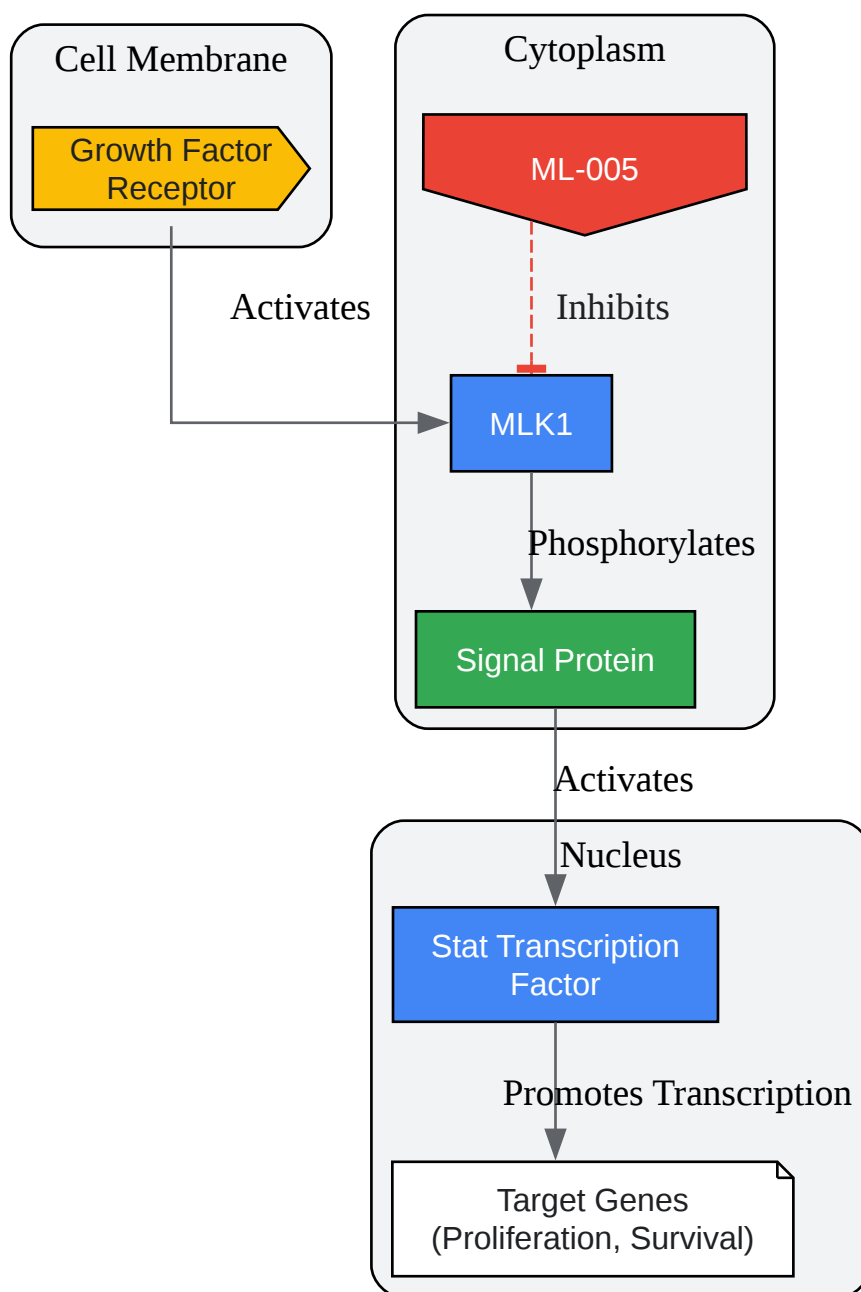 Cell Membrane
Growth Factor
Receptor
Cytoplasm
ML-005
Activates
Inhibits
MLK1
Phosphorylates
Signal Protein
Activates
Nucleus
Stat Transcription
Factor
Promotes Transcription
Target Genes
(Proliferation, Survival)